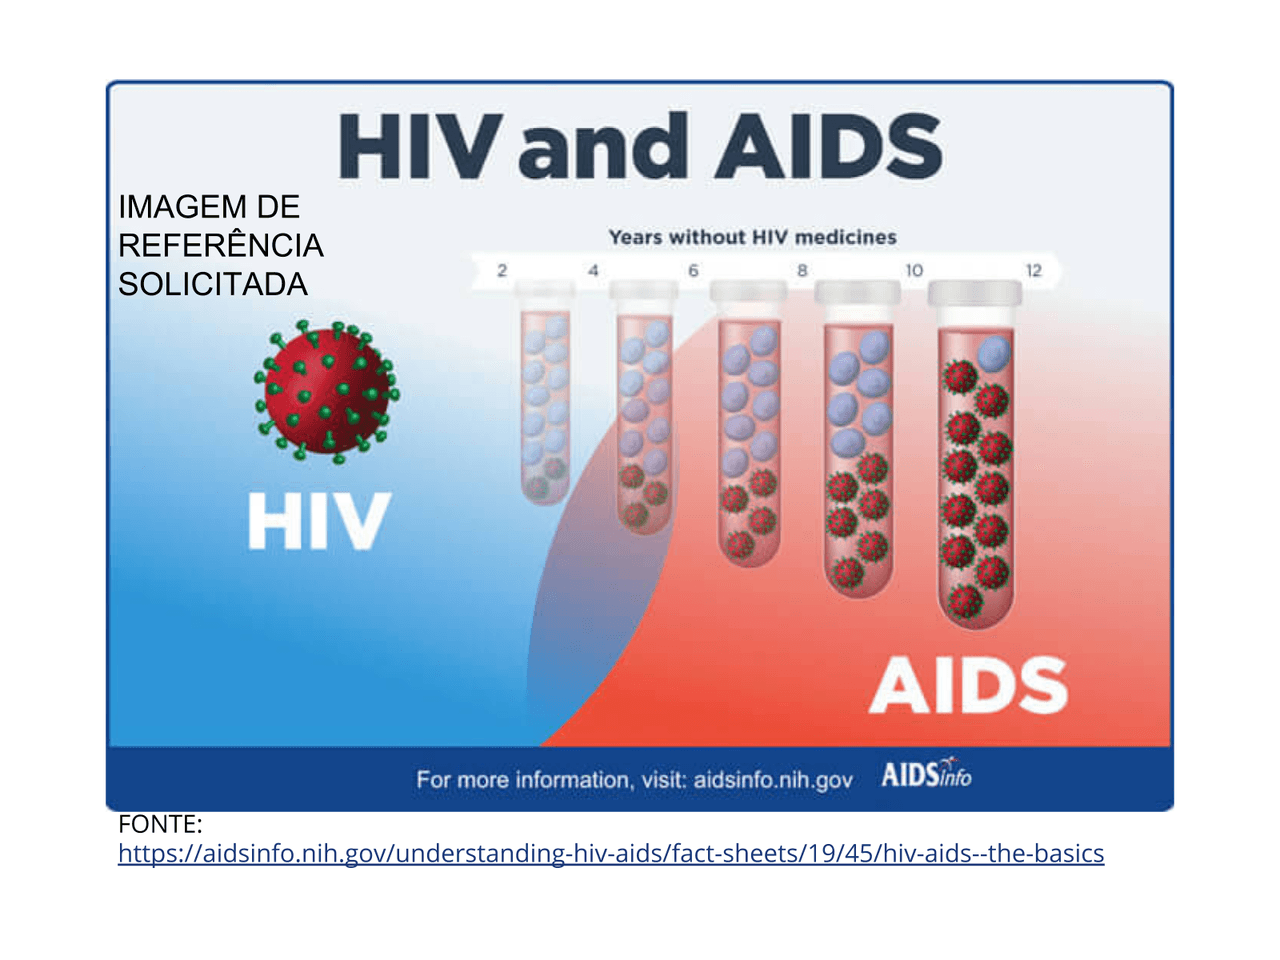 HIV and AIDS
IMAGEM DE
REFERÊNCIA
SOLICITADA
Years without HIV medicines
2 4 6 8 10 12
HIV
AIDS
For more information, visit: aidsinfo.nih.gov AIDSinfo
FONTE:
https://aidsinfo.nih.gov/understanding-hiv-aids/fact-sheets/19/45/hiv-aids--the-basics